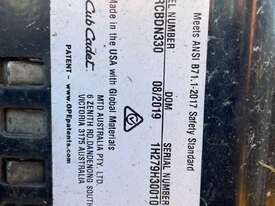 Meets ANSI B71.1-2017 Safety Standard
EL NUMBER
RCBDN330
DOM
08/2019
SERIAL NUMBER
1H279H30010
Cub Cadet
PATENT www.OPEpatents.com
Made in the USA with Global Materials
MTD AUSTRALIA PTY. LTD.
6 ZENITH RD, DANDENONG SOUTH
VICTORIA 3175 AUSTRALIA